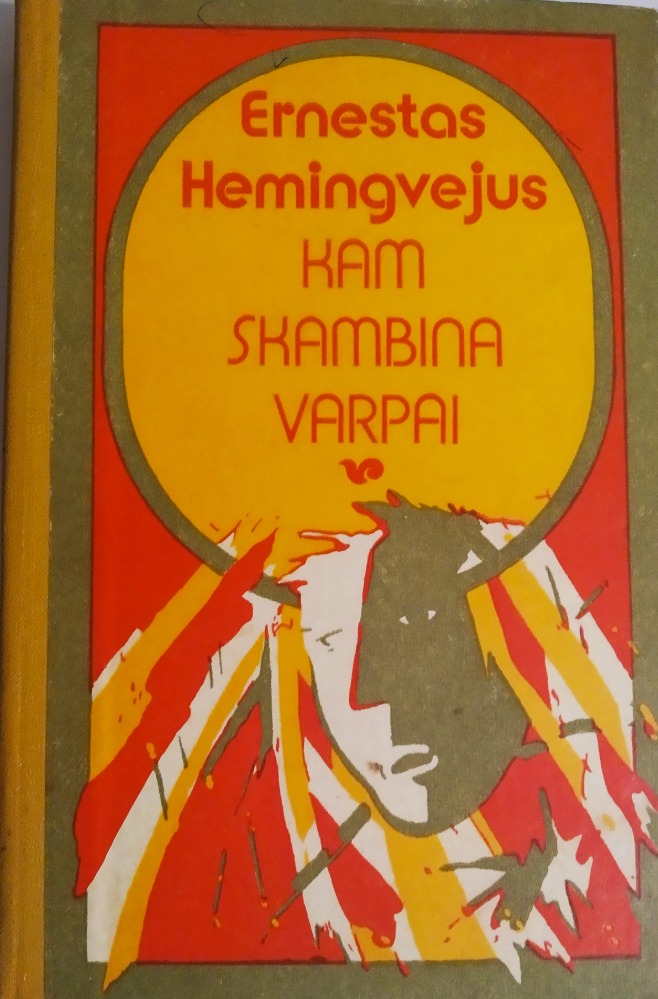 Ernestas
Hemingvejus
KAM
SKAMBINA
VARPAI